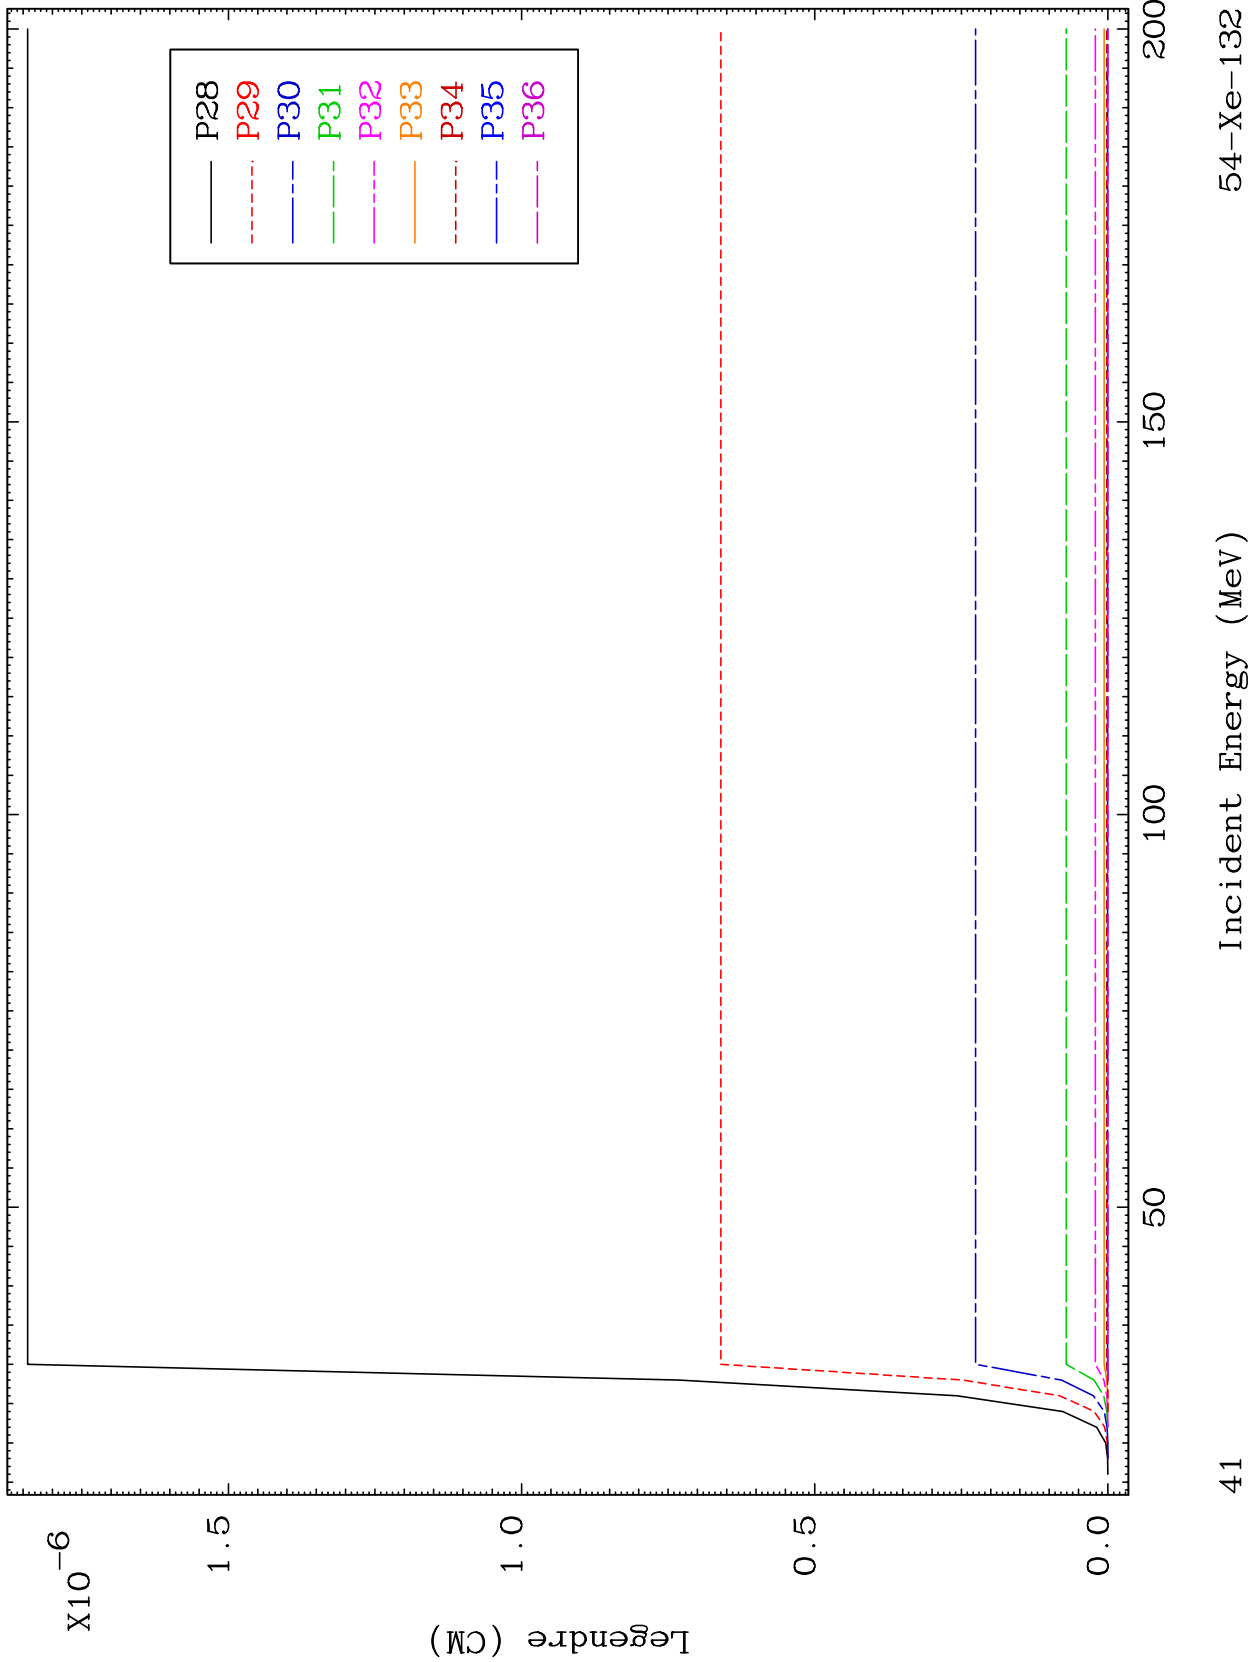 X10-6
1.5
1.0
0.5
0.0
Legendre (CM)
P28
P29
P30
P31
P32
P33
P34
P35
P36
50
100
150
200
Incident Energy (MeV)
41
54-Xe-132